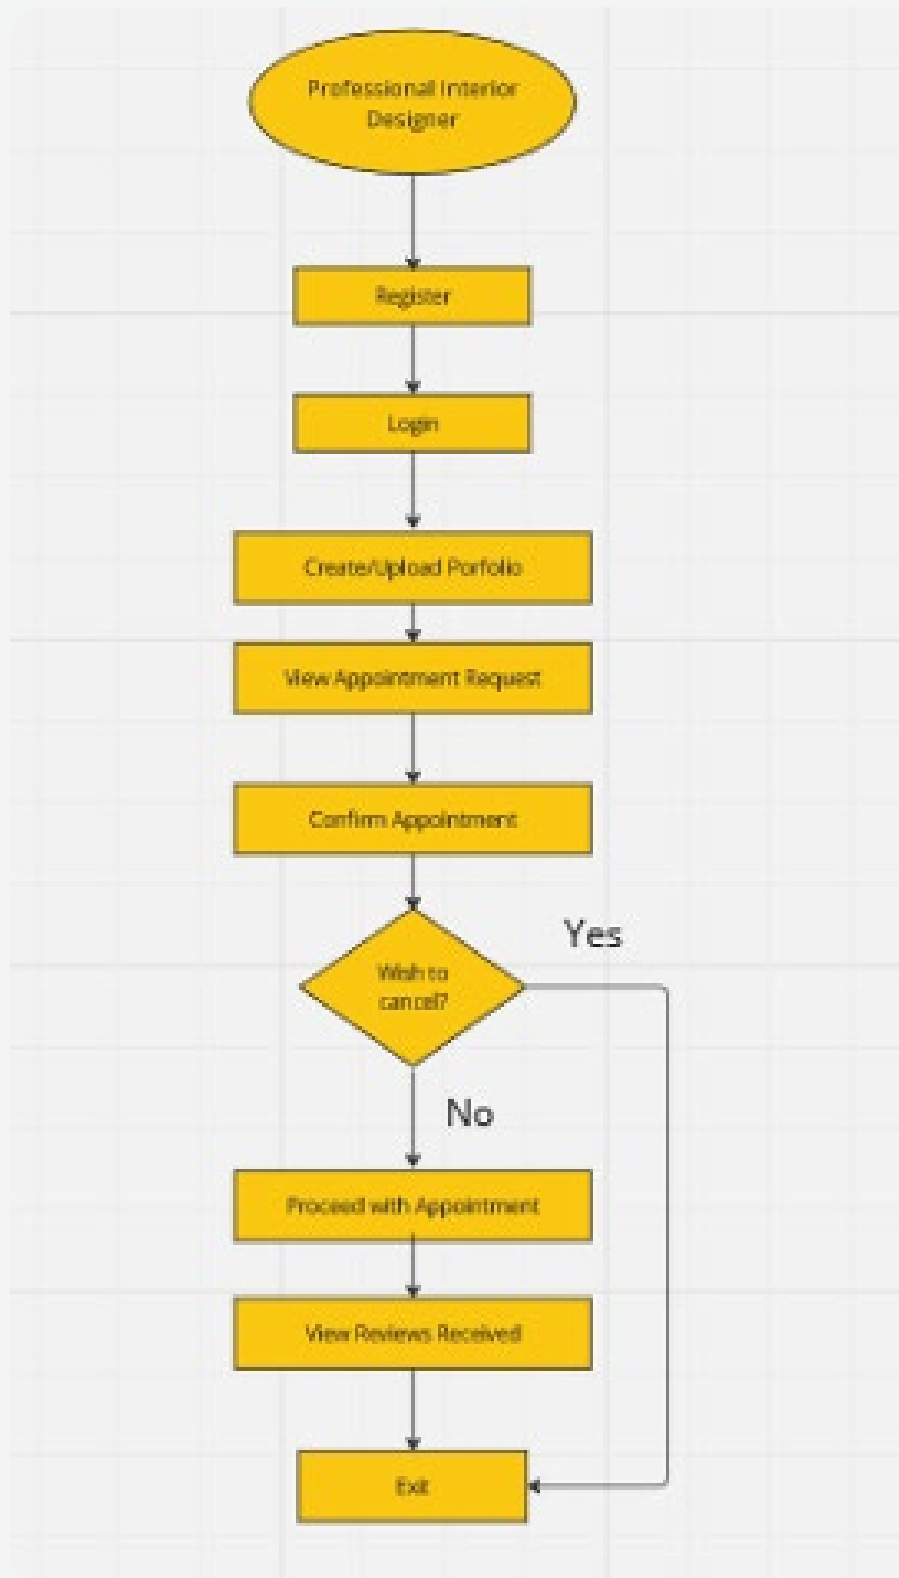 Professional Interior
Designer
Register
Login
Create/Upload Porfolio
View Appointment Request
Confirm Appointment
Wish to
cancel?
Yes
No
Proceed with Appointment
View Reviews Received
Exit